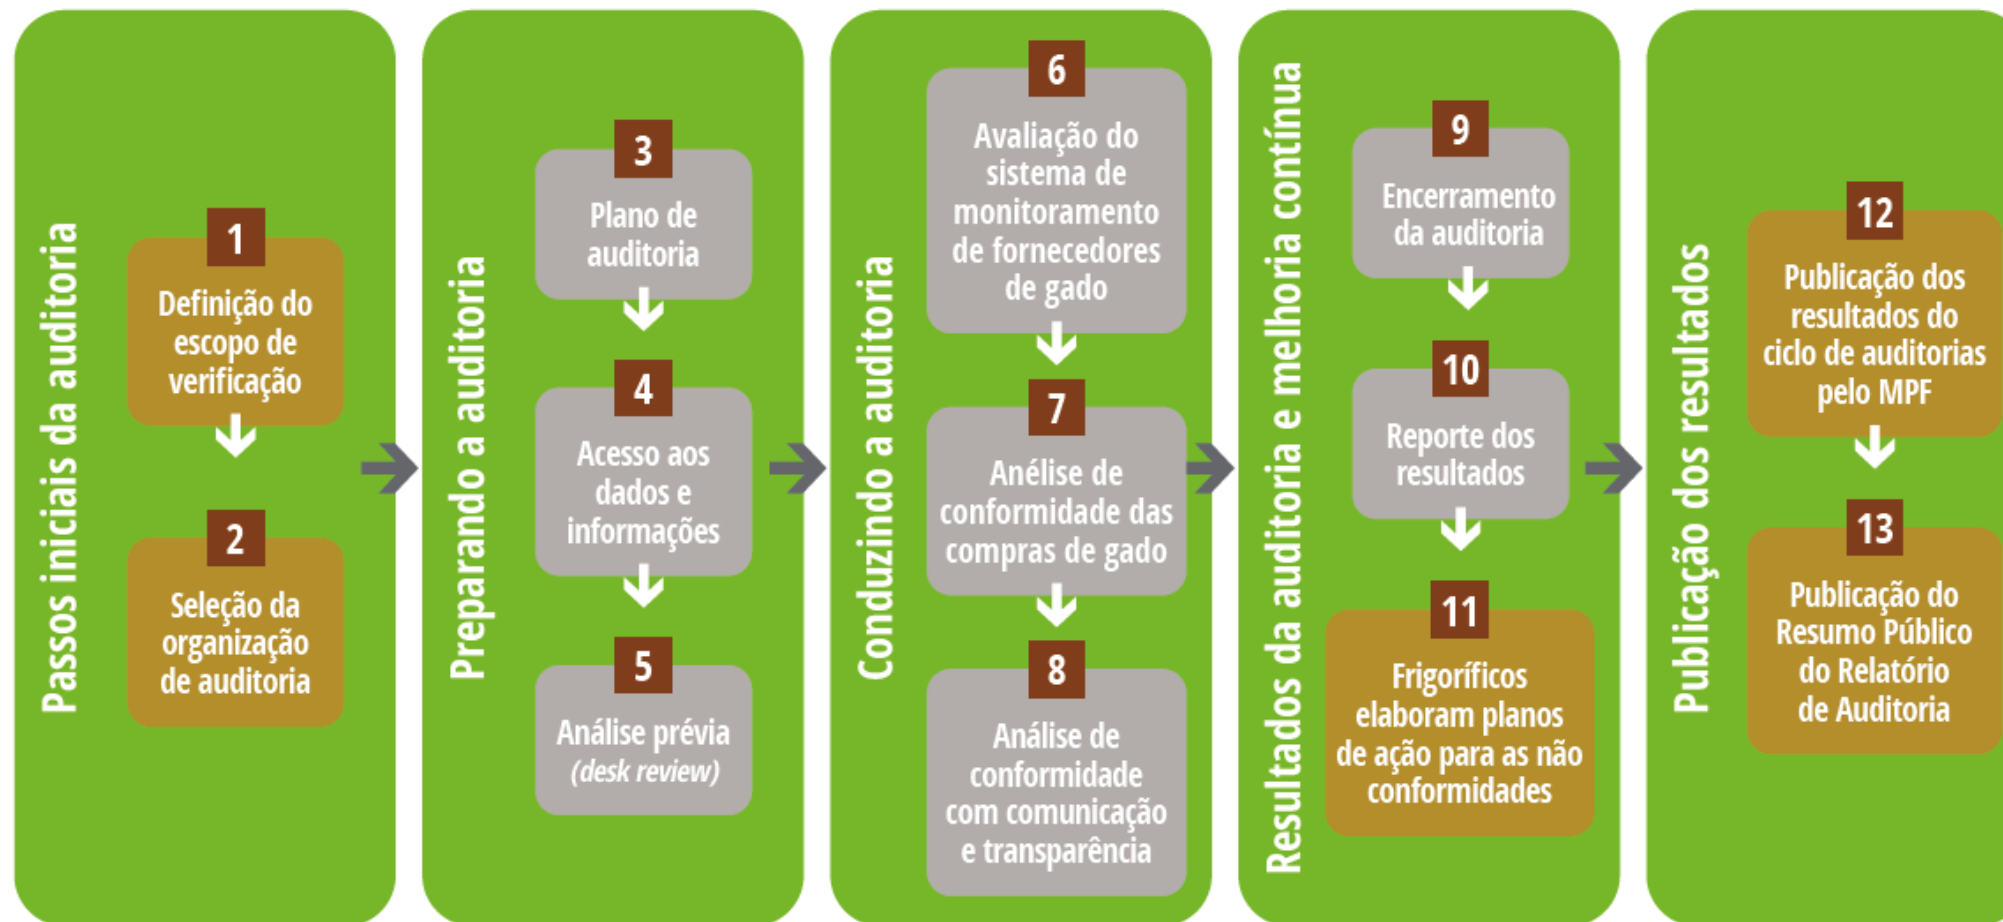 Passos iniciais da auditoria
1
Definição do
escopo de
verificação
2
Seleção da
organização
de auditoria
Preparando a auditoria
3
Plano de
auditoria
4
Acesso aos
dados e
informações
5
Análise prévia
(desk review)
Conduzindo a auditoria
6
Avaliação do
sistema de
monitoramento
de fornecedores
de gado
7
Anélise de
conformidade das
compras de gado
8
Análise de
conformidade
com comunicação
e transparência
Resultados da auditoria e melhoria contínua
9
Encerramento
da auditoria
10
Reporte dos
resultados
11
Frigoríficos
elaboram planos
de ação para as não
conformidades
Publicação dos resultados
12
Publicação dos
resultados do
ciclo de auditorias
pelo MPF
13
Publicação do
Resumo Público
do Relatório
de Auditoria